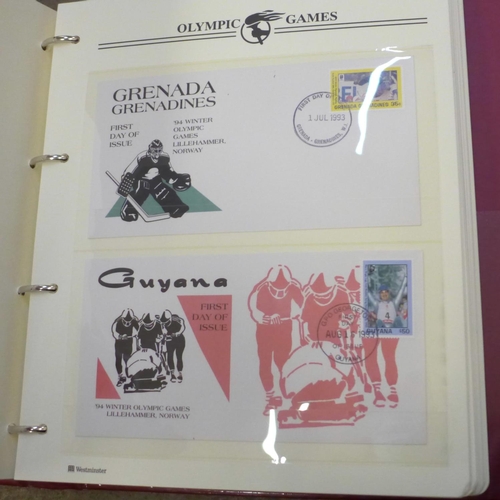 OLYMPIC GAMES
GRENADA
GRENADINES
FIRST
DAY OF
ISSUE
'94 WINTER
OLYMPIC
GAMES
LILLEHAMMER,
NORWAY
FIRST DAY OF
1 JUL 1993
Guyana
FIRST
DAY OF
ISSUE
'94 WINTER OLYMPIC GAMES
LILLEHAMMER, NORWAY
4
GUYANA
Westminster